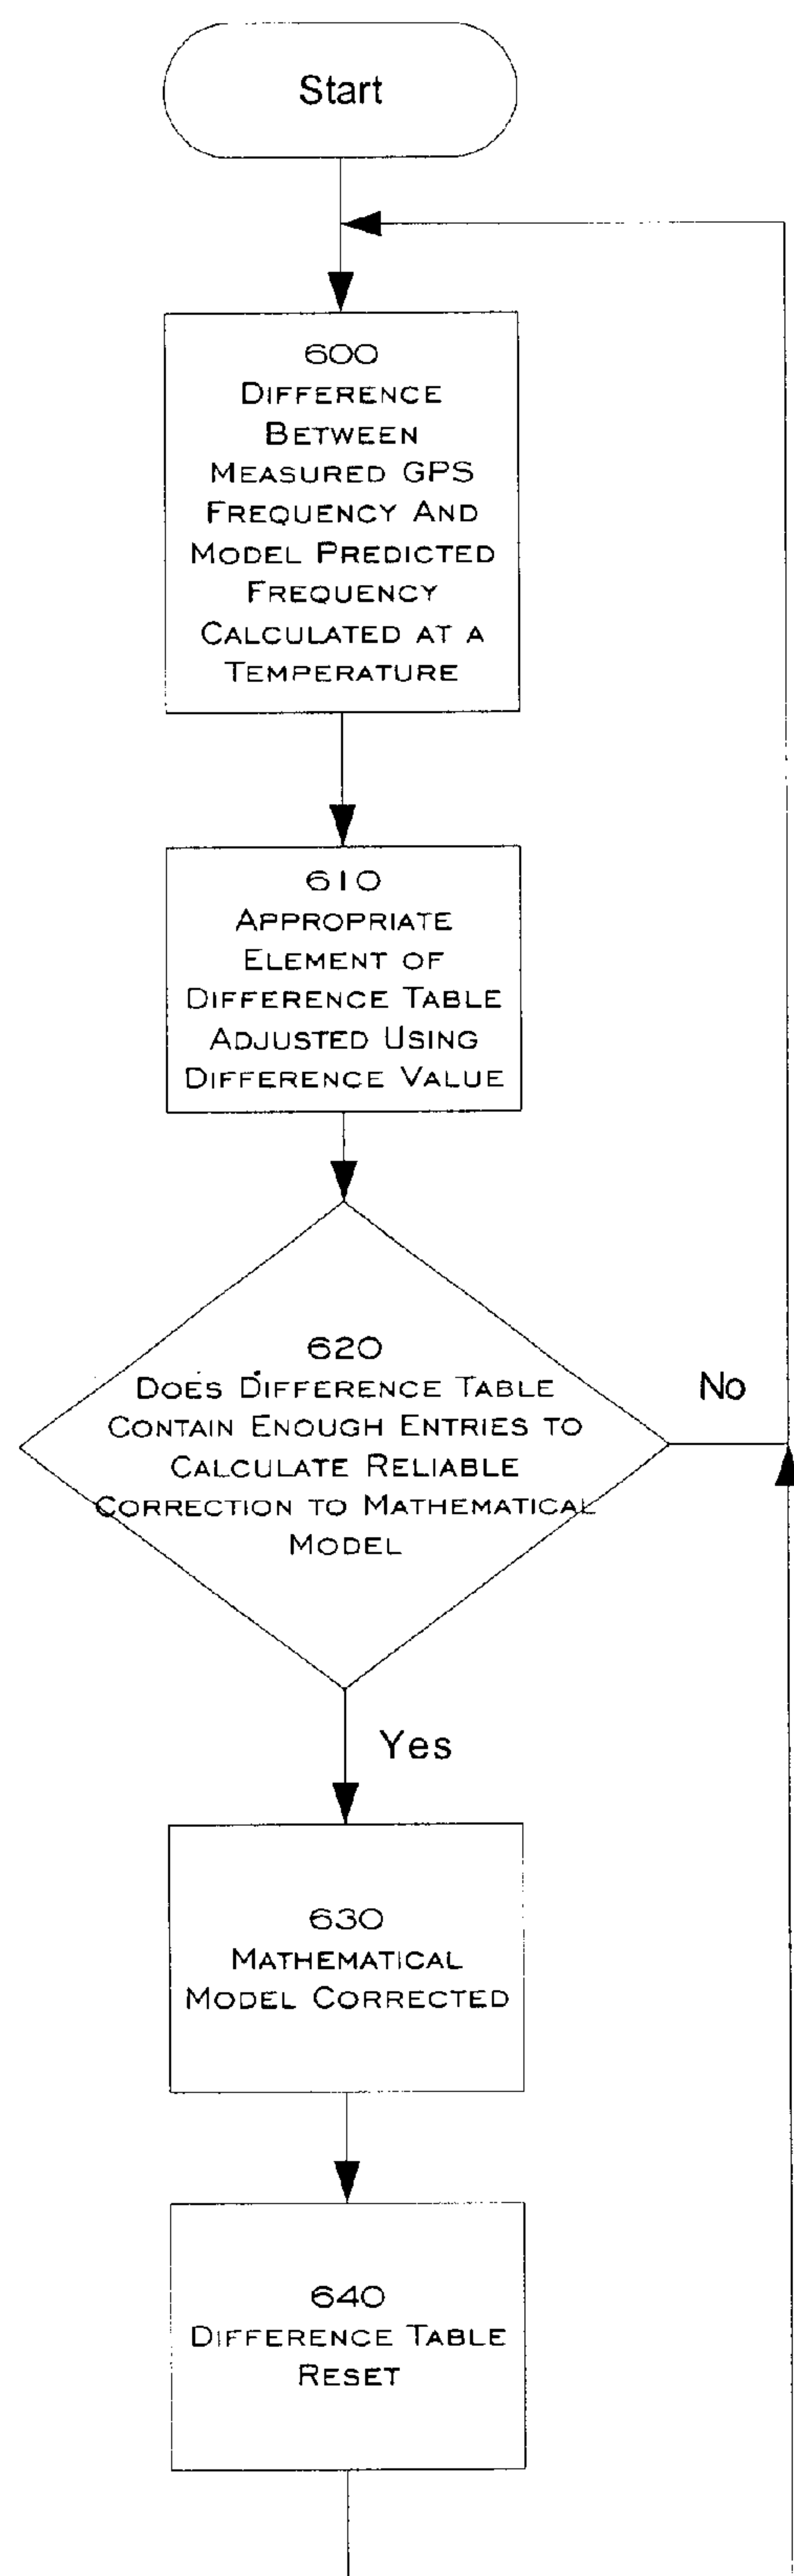 Start
600
DIFFERENCE
BETWEEN
MEASURED GPS
FREQUENCY AND
MODEL PREDICTED
FREQUENCY
CALCULATED AT A
TEMPERATURE
610
APPROPRIATE
ELEMENT OF
DIFFERENCE TABLE
ADJUSTED USING
DIFFERENCE VALUE
620
DOES DIFFERENCE TABLE
CONTAIN ENOUGH ENTRIES TO
CALCULATE RELIABLE
CORRECTION TO MATHEMATICAL
MODEL
No
Yes
630
MATHEMATICAL
MODEL CORRECTED
640
DIFFERENCE TABLE
RESET